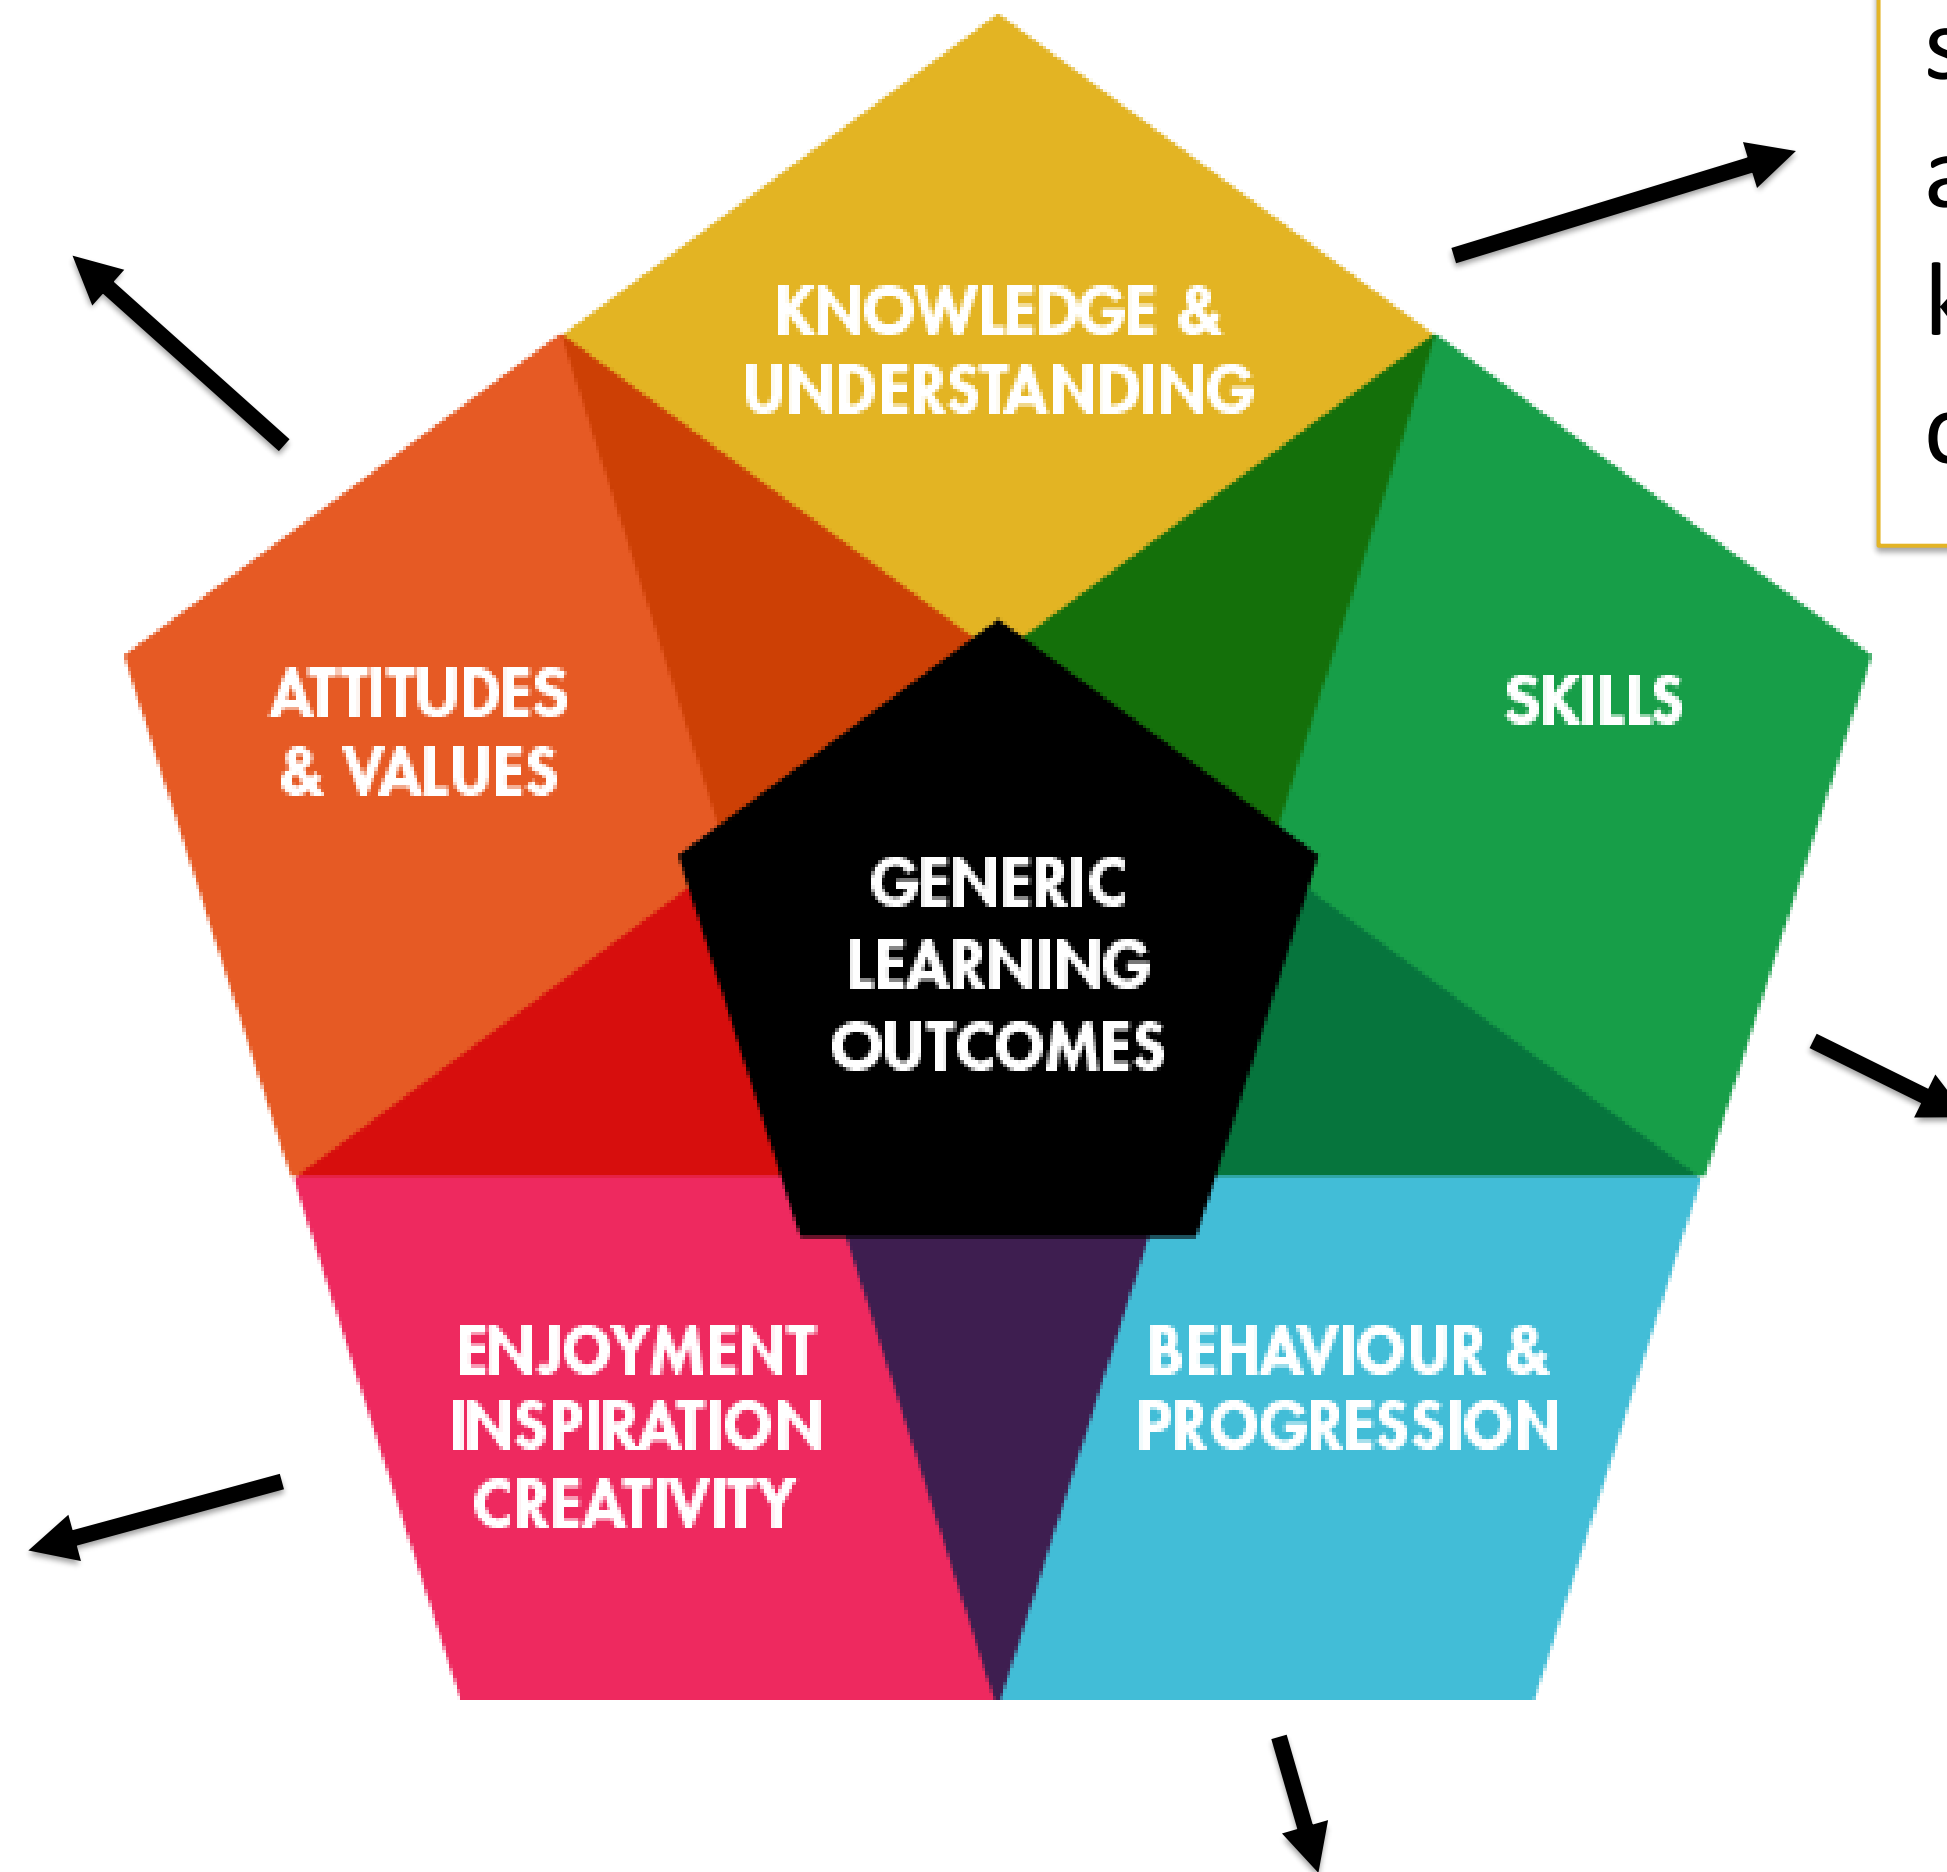 KNOWLEDGE &
UNDERSTANDING
ATTITUDES
& VALUES
SKILLS
GENERIC
LEARNING
OUTCOMES
ENJOYMENT
INSPIRATION
CREATIVITY
BEHAVIOUR &
PROGRESSION